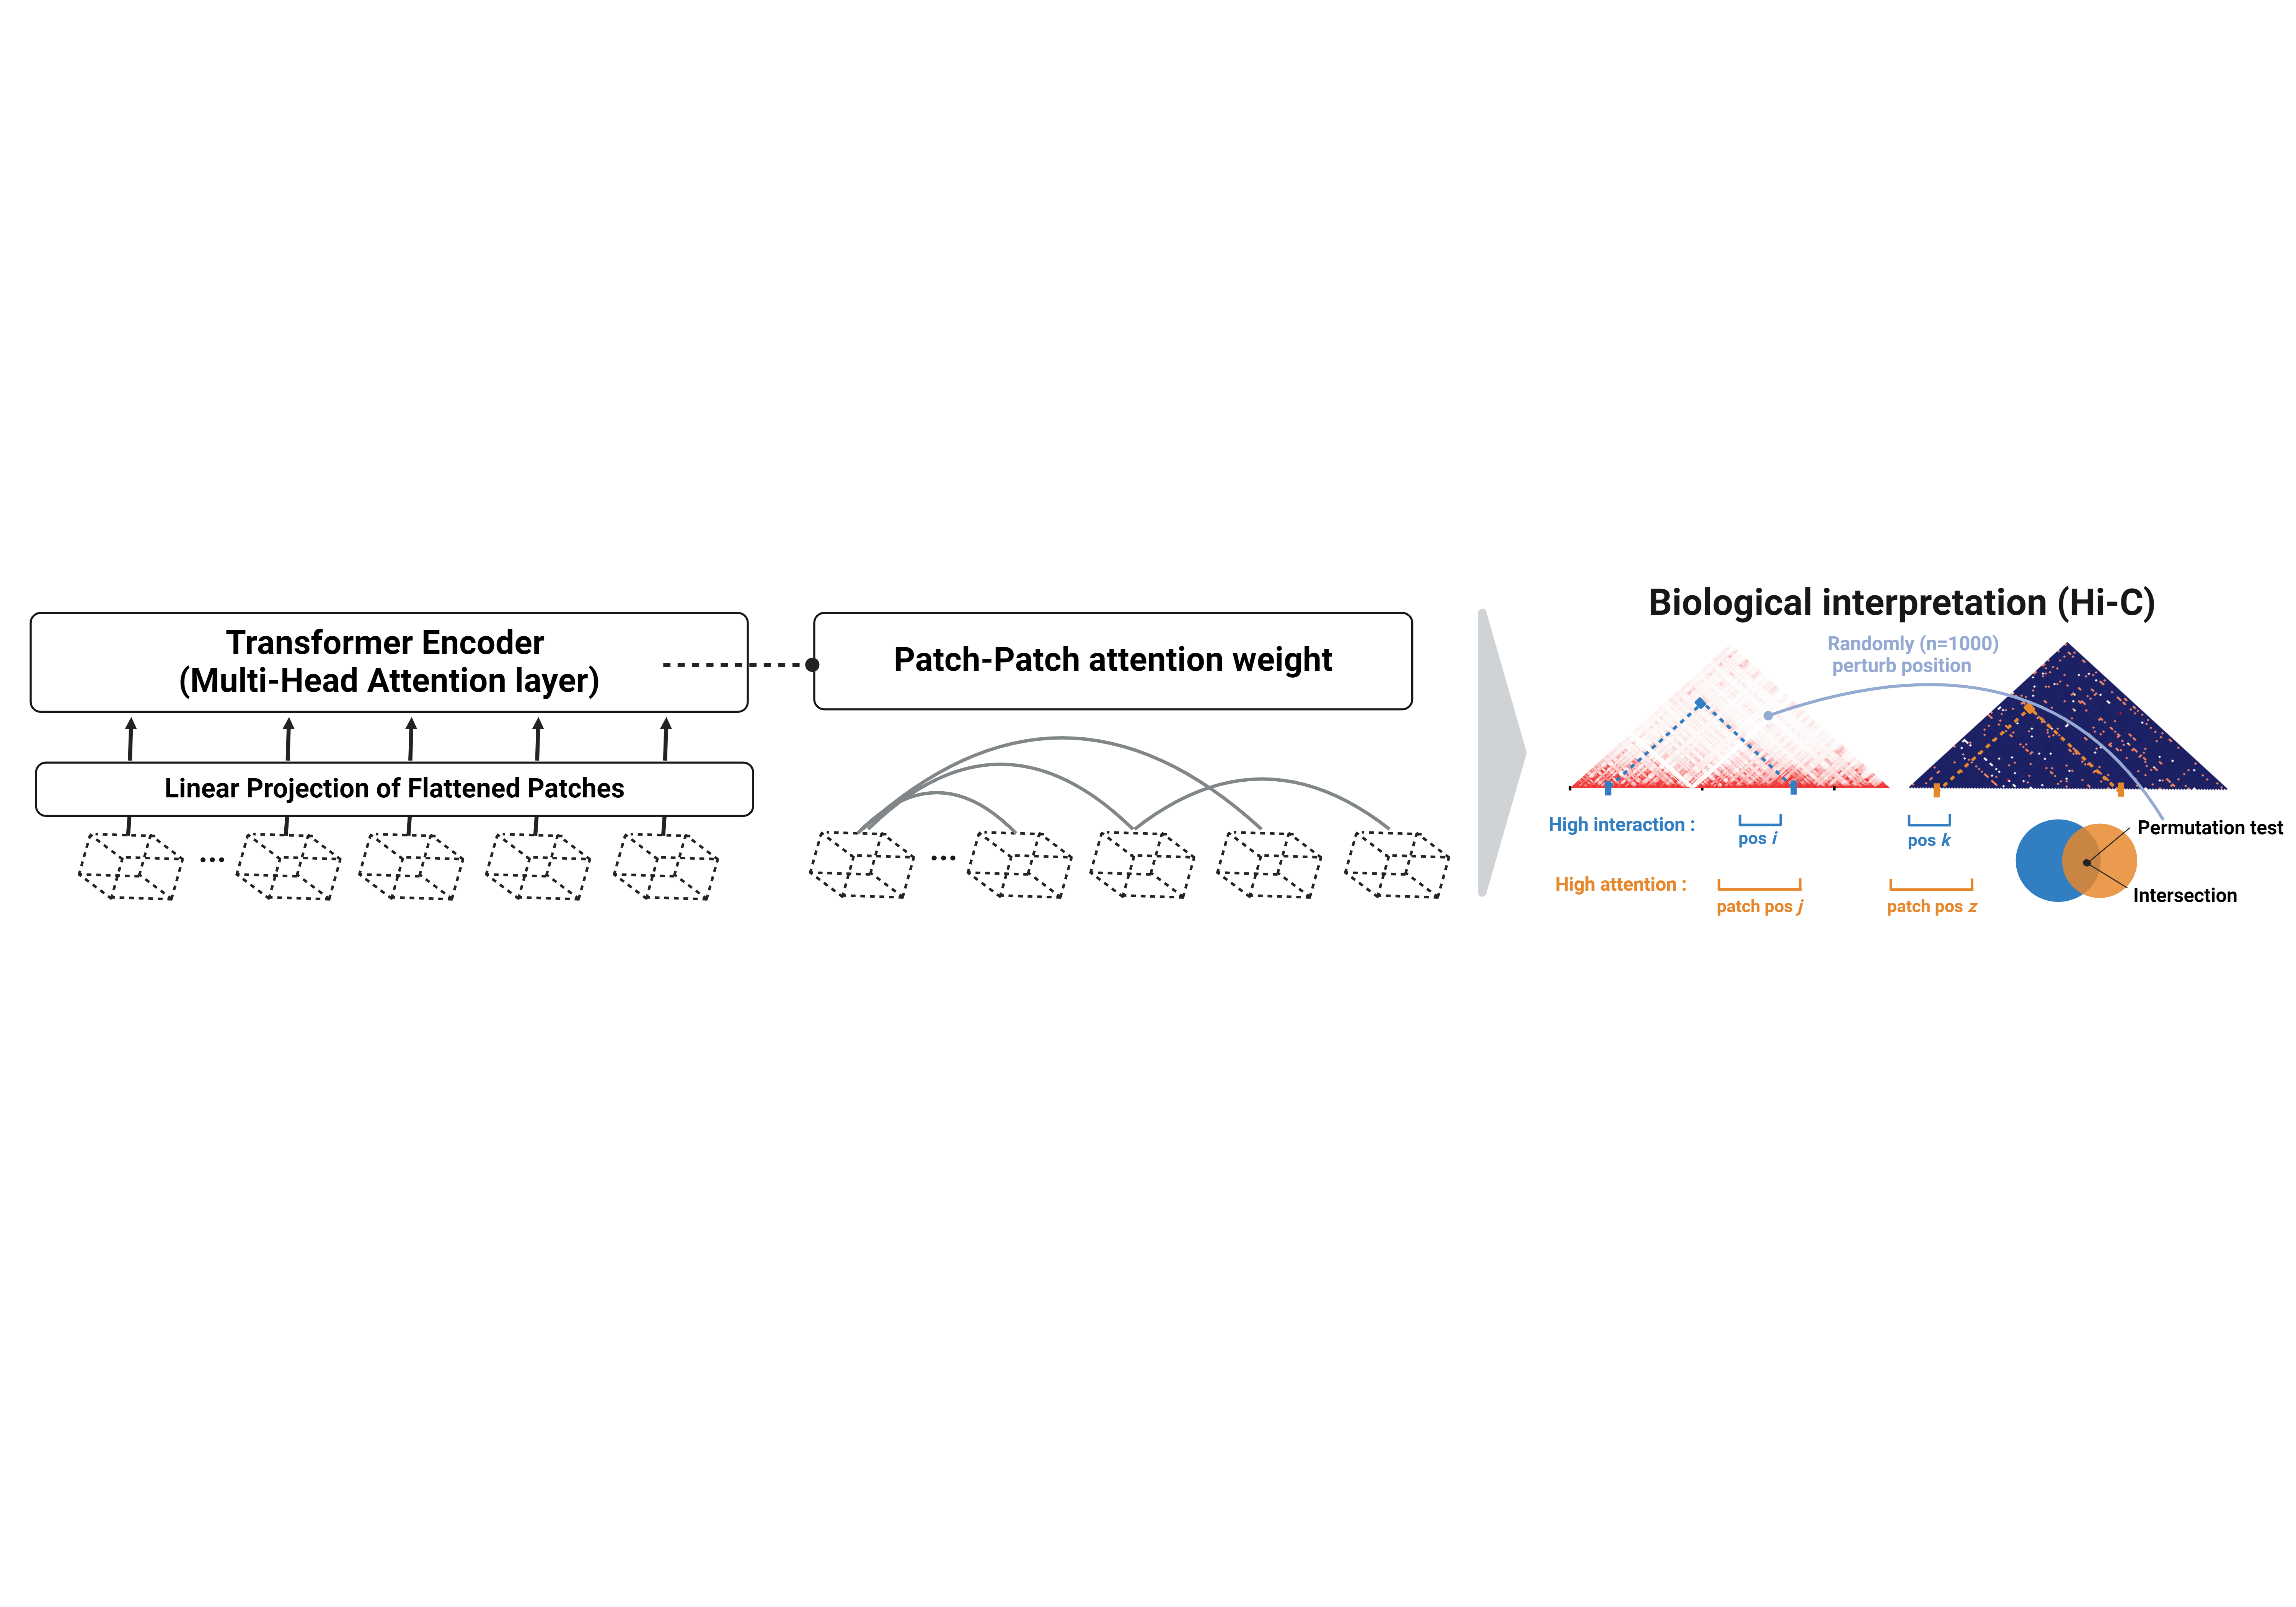 Transformer Encoder
(Multi-Head Attention layer)
Linear Projection of Flattened Patches
Patch-Patch attention weight
Biological interpretation (Hi-C)
Randomly (n=1000)
perturb position
High interaction :
pos i
pos k
High attention :
patch pos j
patch pos z
Permutation test
Intersection